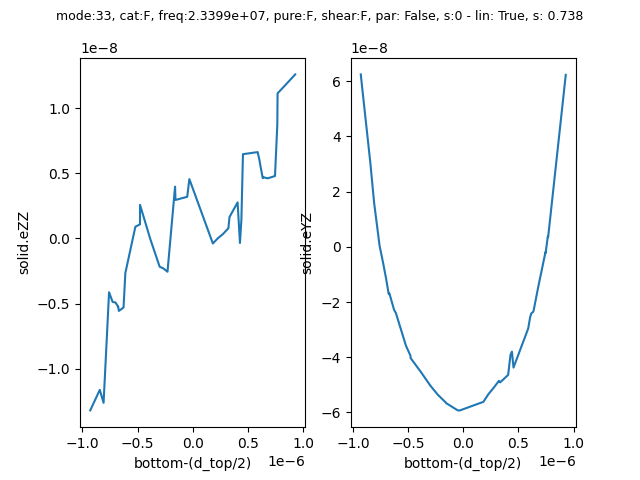 mode:33, cat:F, freq:2.3399e+07, pure:F, shear:F, par: False, s:0 - lin: True, s: 0.738
1e−8
1.0
0.5
0.0
−0.5
−1.0
solid.eZZ
−1.0 −0.5 0.0 0.5 1.0
bottom-(d_top/2) 1e−6
1e−8
6
4
2
0
−2
−4
−6
solid.eYZ
−1.0 −0.5 0.0 0.5 1.0
bottom-(d_top/2) 1e−6